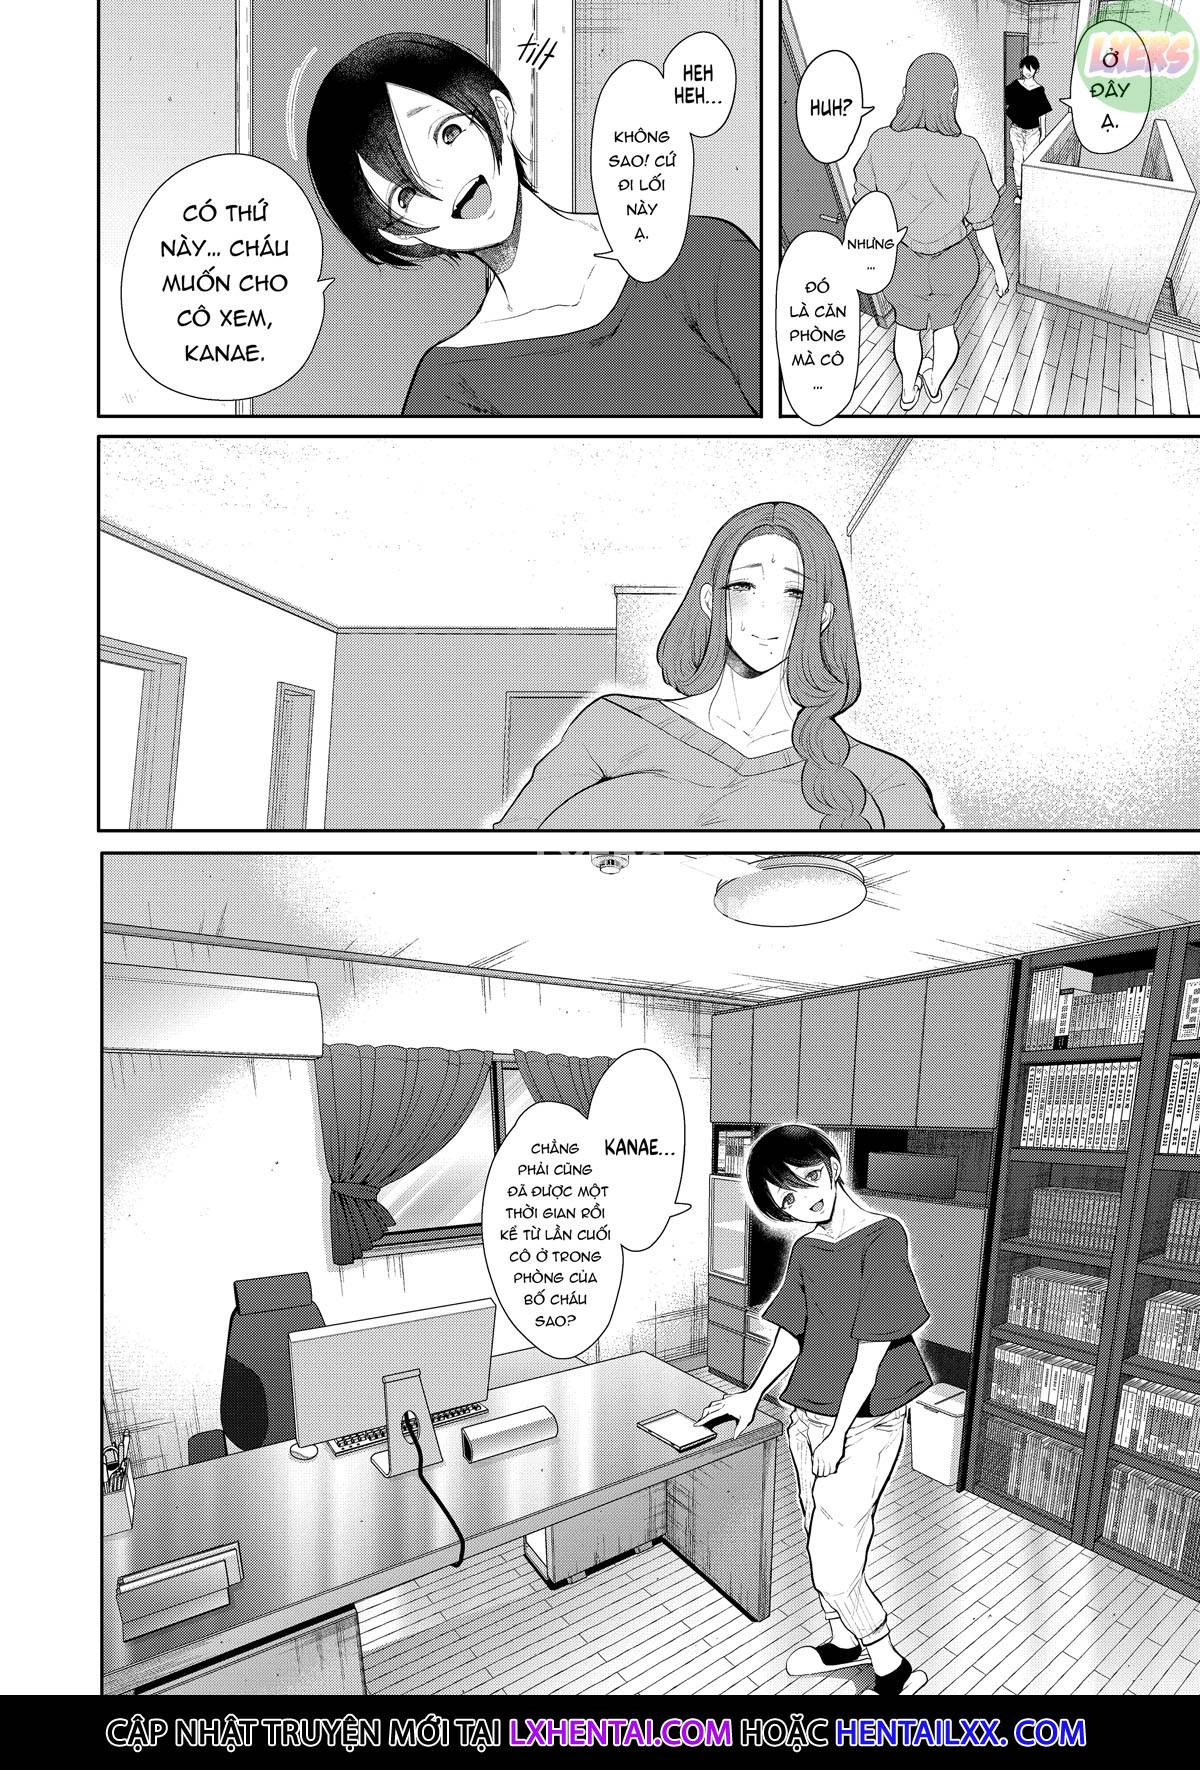 LXERS
Ở
ĐÂY
Ạ.
HUH?
NHƯNG
...
ĐÓ
LÀ CĂN
PHÒNG
MÀ CÔ
...
HEH
HEH...
KHÔNG
SAO! CỨ
ĐI LỐI
NÀY
Ạ.
tilt
CÓ THỨ
NÀY... CHÁU
MUỐN CHO
CÔ XEM,
KANAE.
LXERS
KANAE...
CHẲNG
PHẢI CŨNG
ĐÃ ĐƯỢC MỘT
THỜI GIAN RỒI
KỂ TỪ LẦN CUỐI
CÔ Ở TRONG
PHÒNG CỦA
BỐ CHÁU
SAO?
CẬP NHẬT TRUYỆN MỚI TẠI LXHENTAI.COM HOẶC HENTAILXX. COM